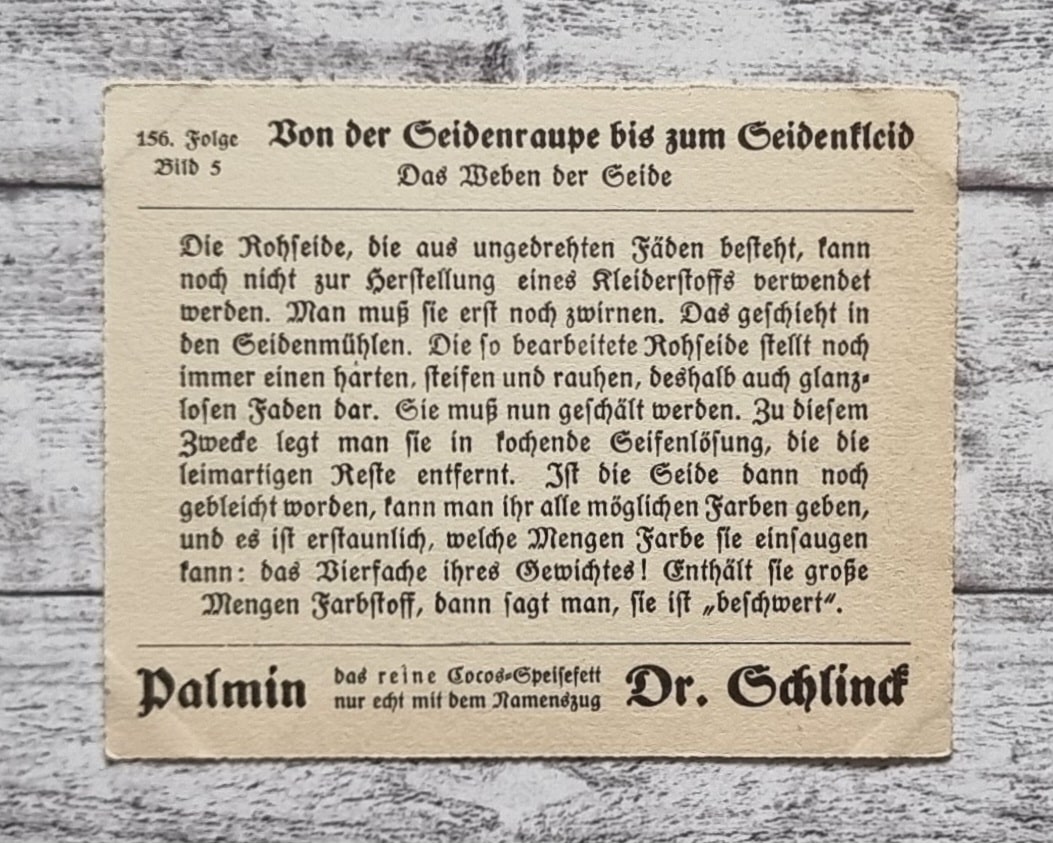 156. Folge Von der Seidenraupe bis zum Seidenkleid
Bild 5 Das Weben der Seide
Die Rohseide, die aus ungedrehten Fäden besteht, kann
noch nicht zur Herstellung eines Kleiderstoffs verwendet
werden. Man muß sie erst noch zwirnen. Das geschieht in
den Seidenmühlen. Die so bearbeitete Rohseide stellt noch
immer einen harten, steifen und rauhen, deshalb auch glanz-
losen Faden dar. Sie muß nun geschält werden. Zu diesem
Zwecke legt man sie in kochende Seifenlösung, die die
leimartigen Reste entfernt. Ist die Seide dann noch
gebleicht worden, kann man ihr alle möglichen Farben geben,
und es ist erstaunlich, welche Mengen Farbe sie einsaugen
kann: das Vierfache ihres Gewichtes! Enthält sie große
Mengen Farbstoff, dann sagt man, sie ist „beschwert“.
Palmin das reine Cocos-Speisefett Dr. Schlinck
nur echt mit dem Namenszug